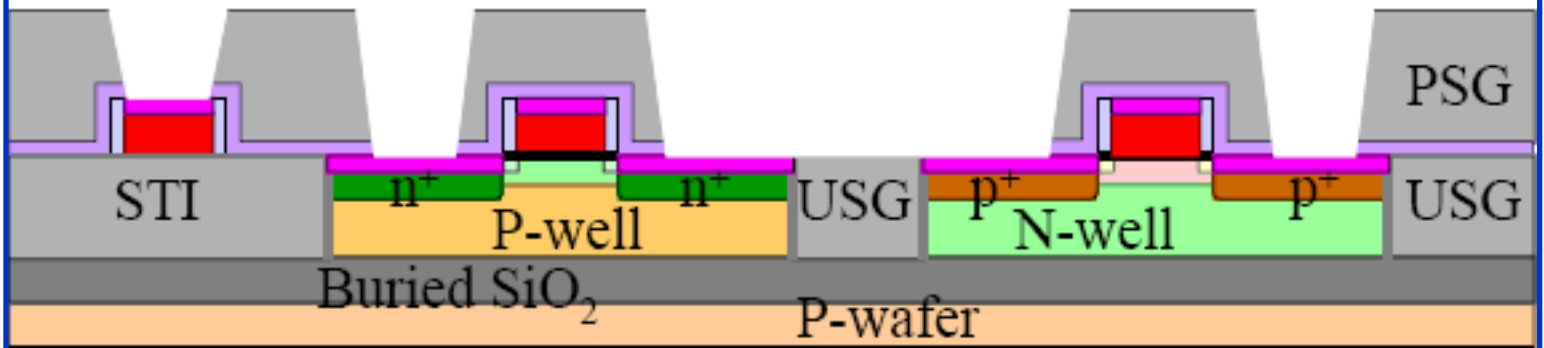 PSG
STI
n⁺
n⁺
USG
p⁺
p⁺
USG
P-well
N-well
Buried SiO₂
P-wafer